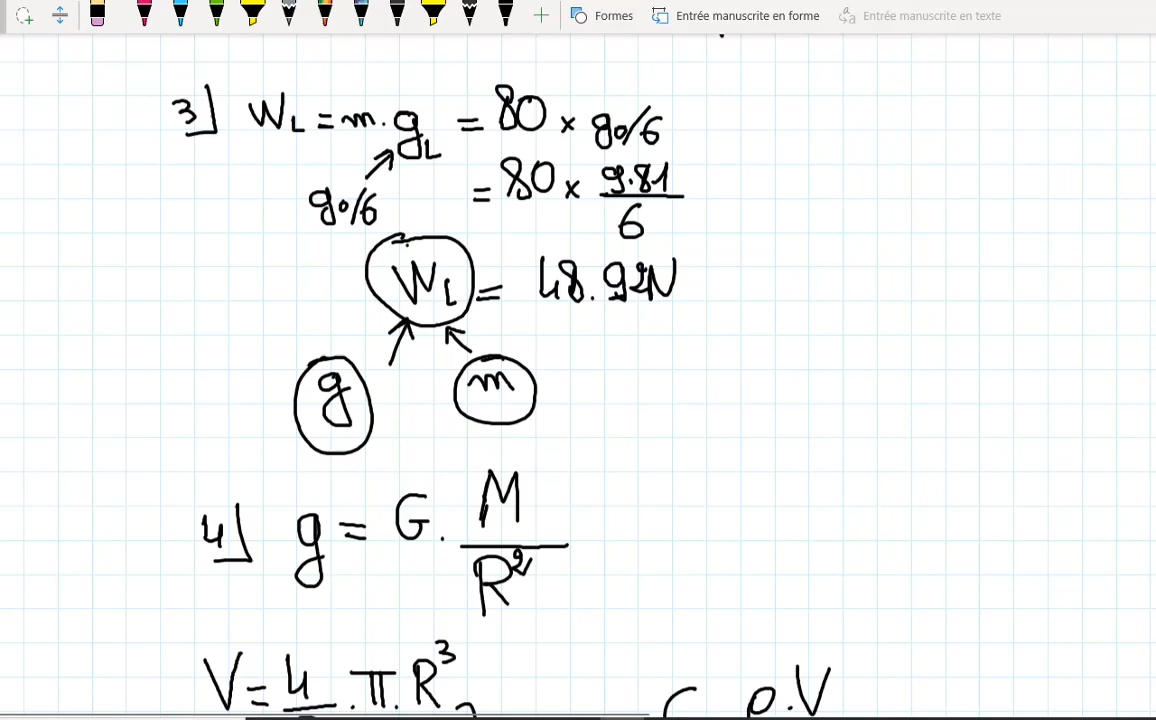 Formes Entrée manuscrite en forme Entrée manuscrite en texte
3] W_L = m.g_L = 80 × g0/6
g0/6 = 80 × 9.81/6
W_L = 48.92N
g m
4] g = G. M/R²
V = 4 .π.R³ ρ.V